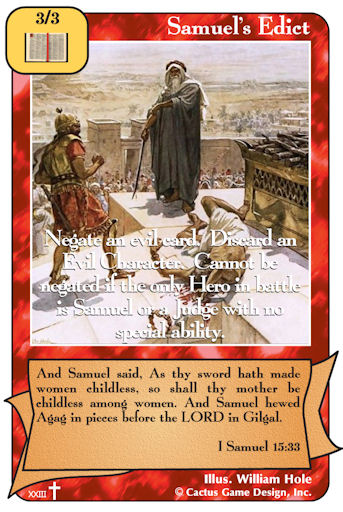 3/3
Samuel's Edict
Negate an evil card. Discard an
Evil Character. Cannot be
negated if the only Hero in battle
is Samuel or a Judge with no
special ability.
And Samuel said, As thy sword hath made
women childless, so shall thy mother be
childless among women. And Samuel hewed
Agag in pieces before the LORD in Gilgal.
I Samuel 15:33
Illus. William Hole
XXIII
© Cactus Game Design, Inc.